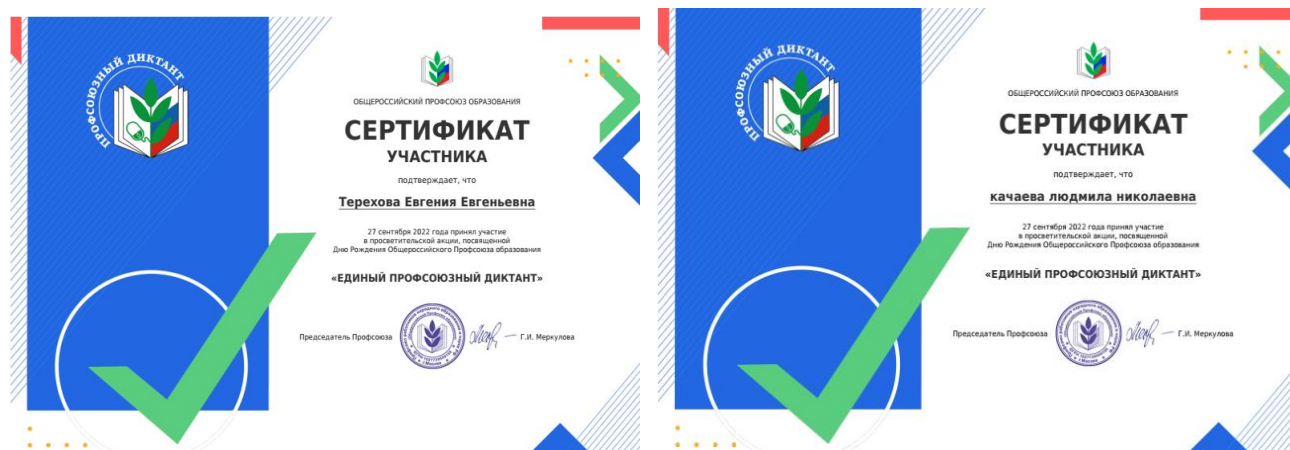 ПРОФСОЮЗНЫЙ ДИКТАНТ
ОБЩЕРОССИЙСКИЙ ПРОФСОЮЗ ОБРАЗОВАНИЯ
СЕРТИФИКАТ
УЧАСТНИКА
подтверждает, что
Терехова Евгения Евгеньевна
27 сентября 2022 года принял участие
в просветительской акции, посвященной
Дню Рождения Общероссийского Профсоюза образования
«ЕДИНЫЙ ПРОФСОЮЗНЫЙ ДИКТАНТ»
Председатель Профсоюза
Г.И. Меркулова
ПРОФСОЮЗНЫЙ ДИКТАНТ
ОБЩЕРОССИЙСКИЙ ПРОФСОЮЗ ОБРАЗОВАНИЯ
СЕРТИФИКАТ
УЧАСТНИКА
подтверждает, что
качаева людмила николаевна
27 сентября 2022 года принял участие
в просветительской акции, посвященной
Дню Рождения Общероссийского Профсоюза образования
«ЕДИНЫЙ ПРОФСОЮЗНЫЙ ДИКТАНТ»
Председатель Профсоюза
Г.И. Меркулова